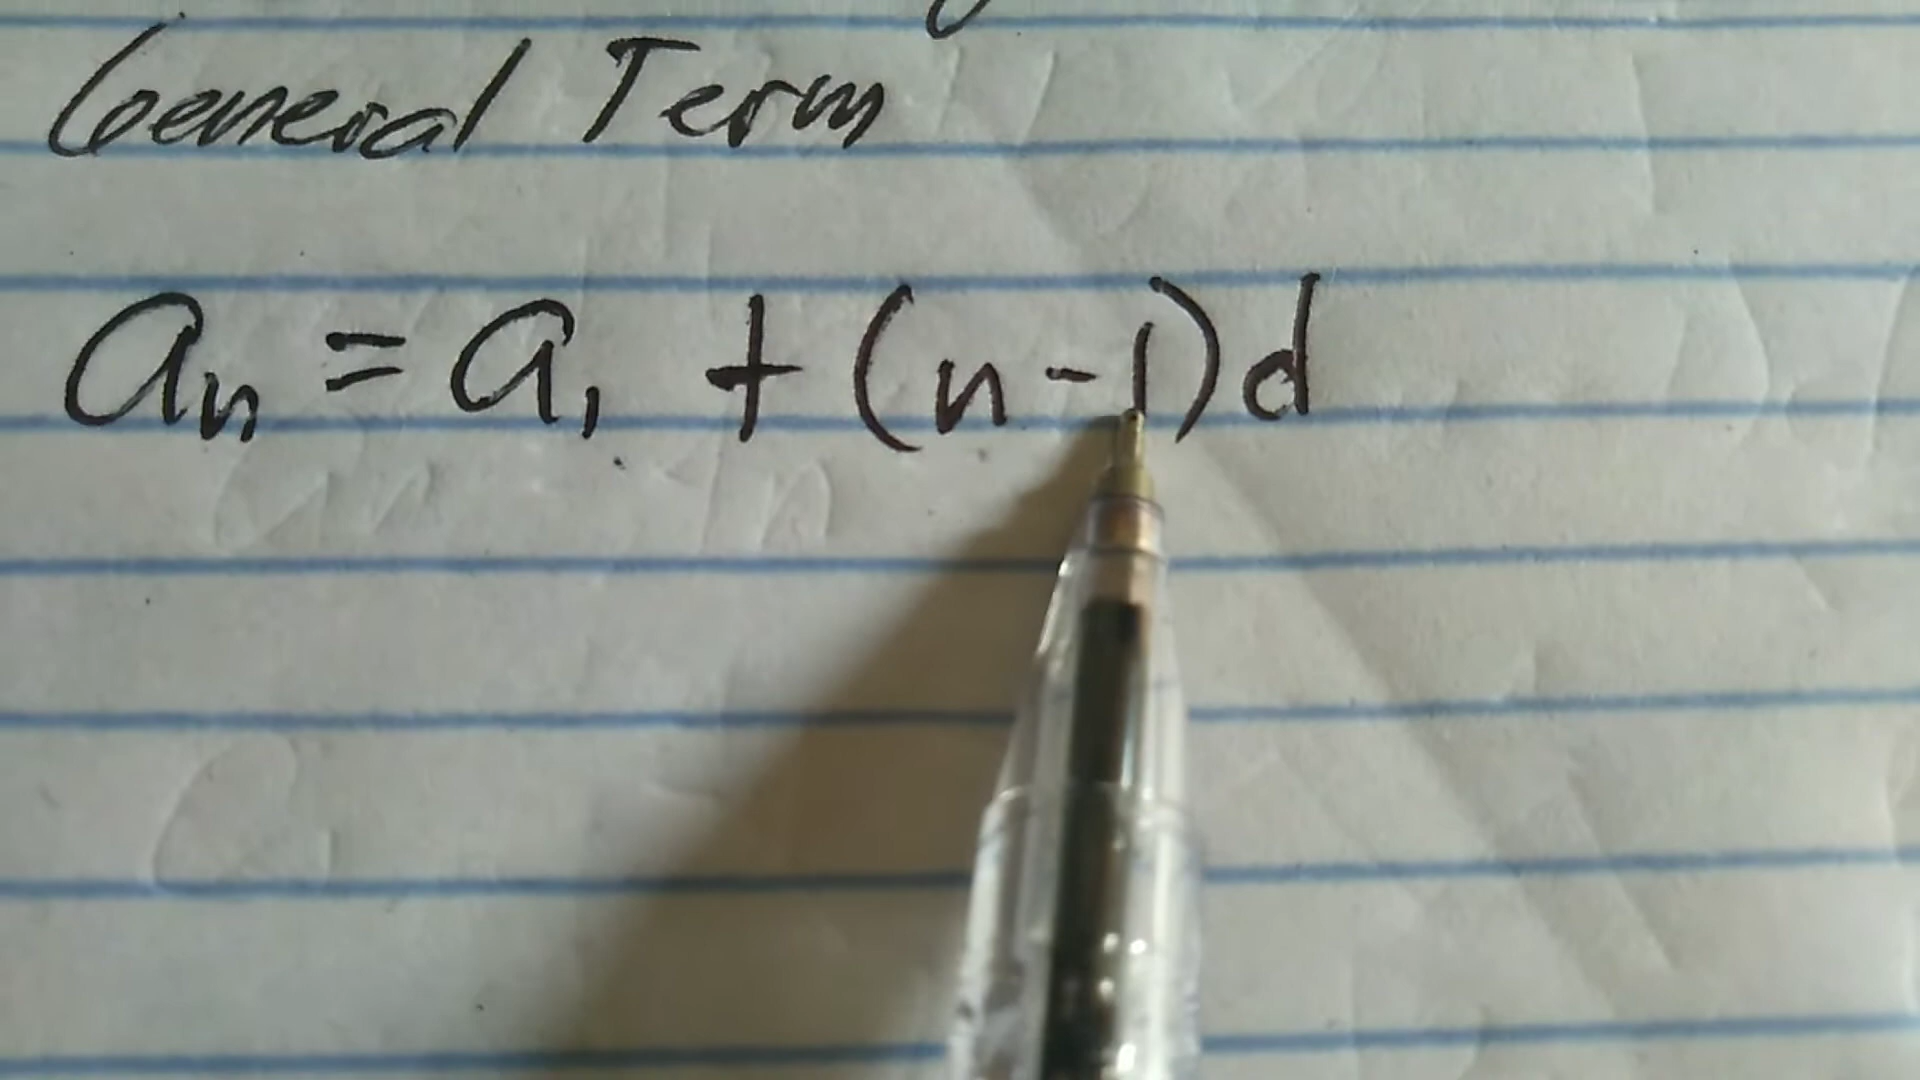 General Term
aₙ = a₁ + (n-1)d